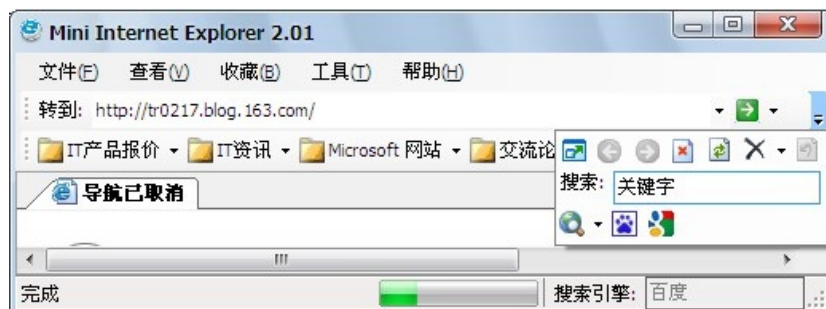 Mini Internet Explorer 2.01
文件(F) 查看(V) 收藏(B) 工具(T) 帮助(H)
转到: http://tr0217.blog.163.com/
IT产品报价 IT资讯 Microsoft 网站 交流论
搜索: 关键字
导航已取消
完成 搜索引擎: 百度